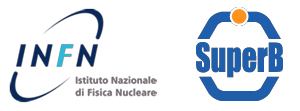 INFN
Istituto Nazionale
di Fisica Nucleare
SuperB